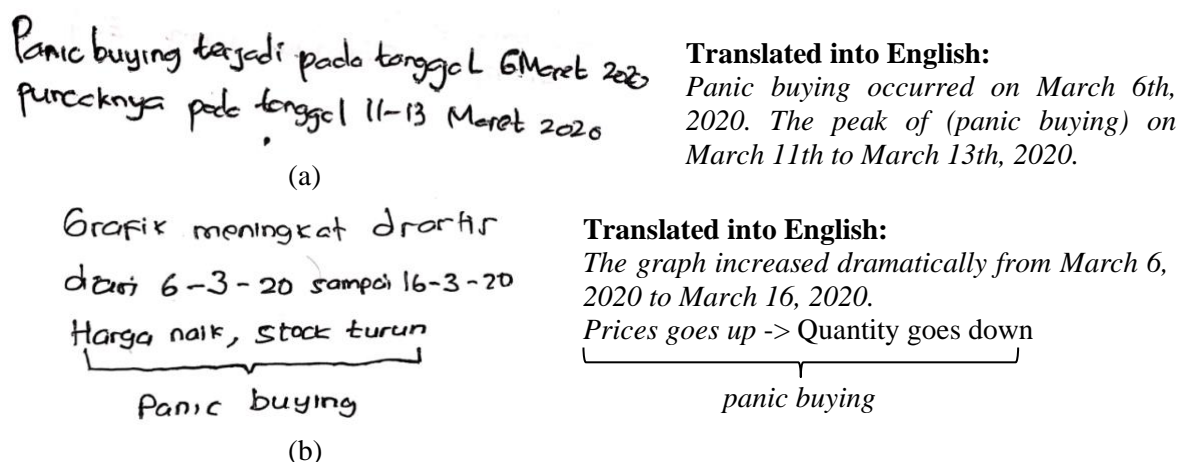 Panic buying terjadi pada tanggal 6 Maret 2020
puncaknya pada tanggal 11-13 Maret 2020
(a)
Translated into English:
Panic buying occurred on March 6th,
2020. The peak of (panic buying) on
March 11th to March 13th, 2020.
Grafik meningkat drartis
dari 6-3-20 sampai 16-3-20
Harga naik, stock turun
Panic buying
(b)
Translated into English:
The graph increased dramatically from March 6,
2020 to March 16, 2020.
Prices goes up -> Quantity goes down
panic buying